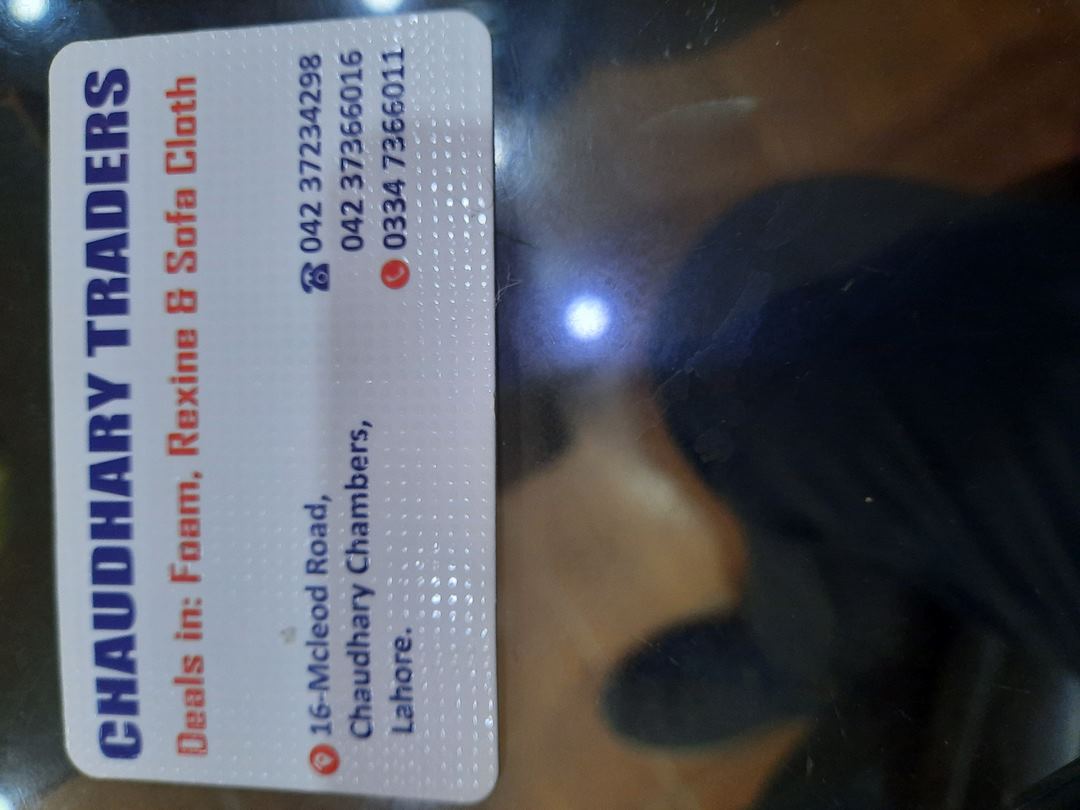 CHAUDHARY TRADERS
Deals in: Foam, Rexine & Sofa Cloth
16-Mcleod Road,
Chaudhary Chambers,
Lahore.
042 37234298
042 37366016
0334 7366011